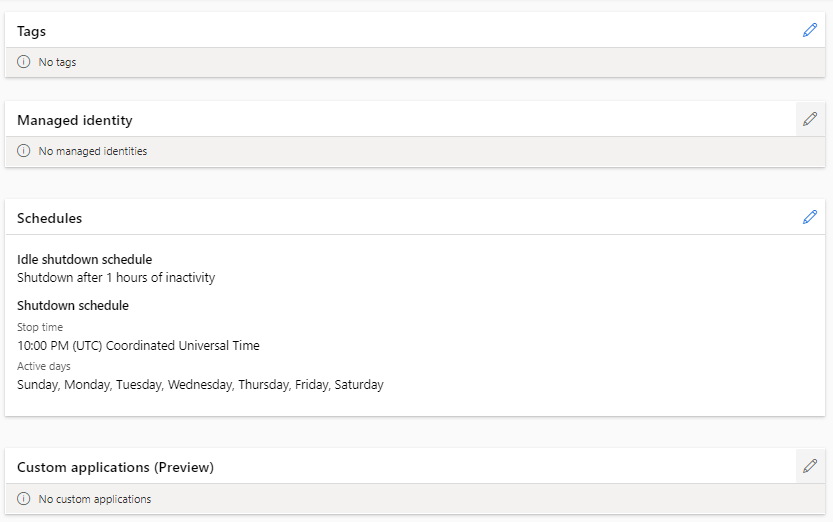 Tags
No tags
Managed identity
No managed identities
Schedules
Idle shutdown schedule
Shutdown after 1 hours of inactivity
Shutdown schedule
Stop time
10:00 PM (UTC) Coordinated Universal Time
Active days
Sunday, Monday, Tuesday, Wednesday, Thursday, Friday, Saturday
Custom applications (Preview)
No custom applications